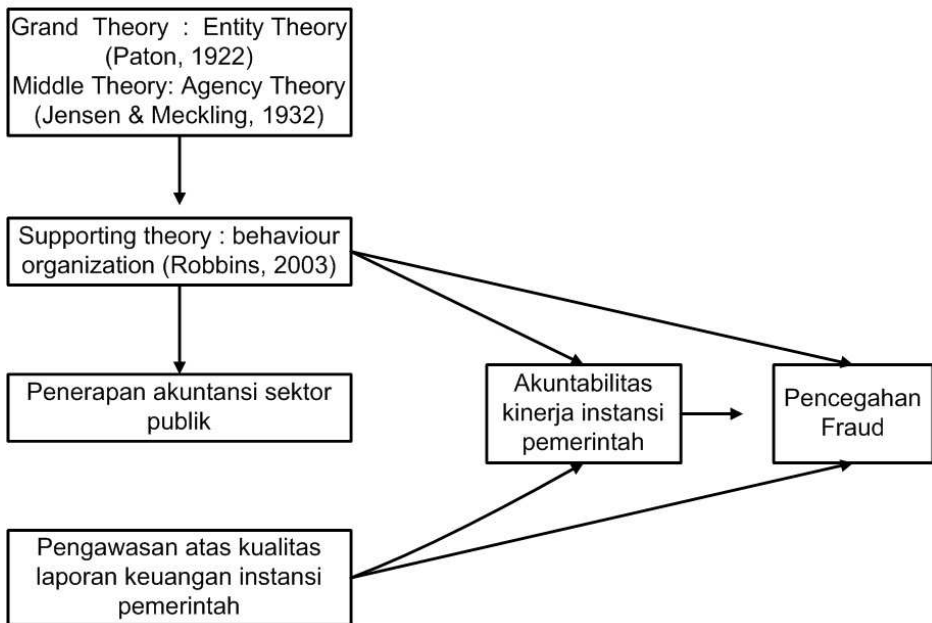 Grand Theory : Entity Theory
(Paton, 1922)
Middle Theory: Agency Theory
(Jensen & Meckling, 1932)
Supporting theory : behaviour
organization (Robbins, 2003)
Penerapan akuntansi sektor
publik
Akuntabilitas
kinerja instansi
pemerintah
Pencegahan
Fraud
Pengawasan atas kualitas
laporan keuangan instansi
pemerintah